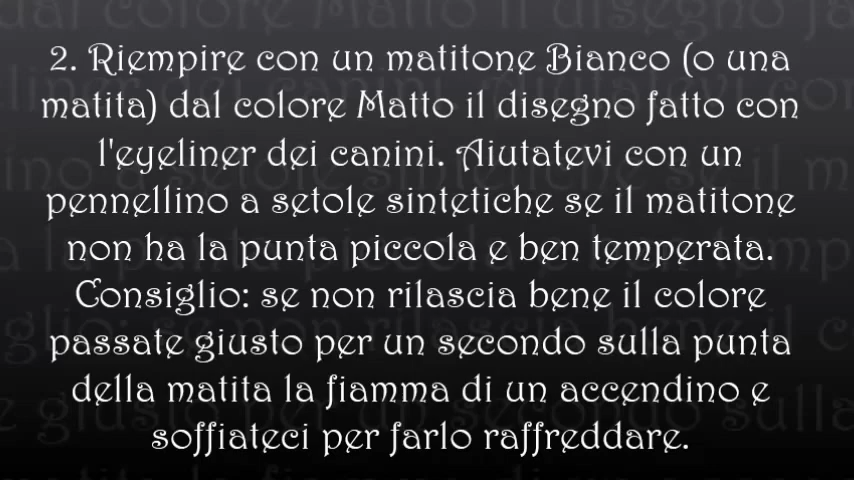 2. Riempire con un matitone Bianco (o una
matita) dal colore Matto il disegno fatto con
l'eyeliner dei canini. Aiutatevi con un
pennellino a setole sintetiche se il matitone
non ha la punta piccola e ben temperata.
Consiglio: se non rilascia bene il colore
passate giusto per un secondo sulla punta
della matita la fiamma di un accendino e
soffiateci per farlo raffreddare.